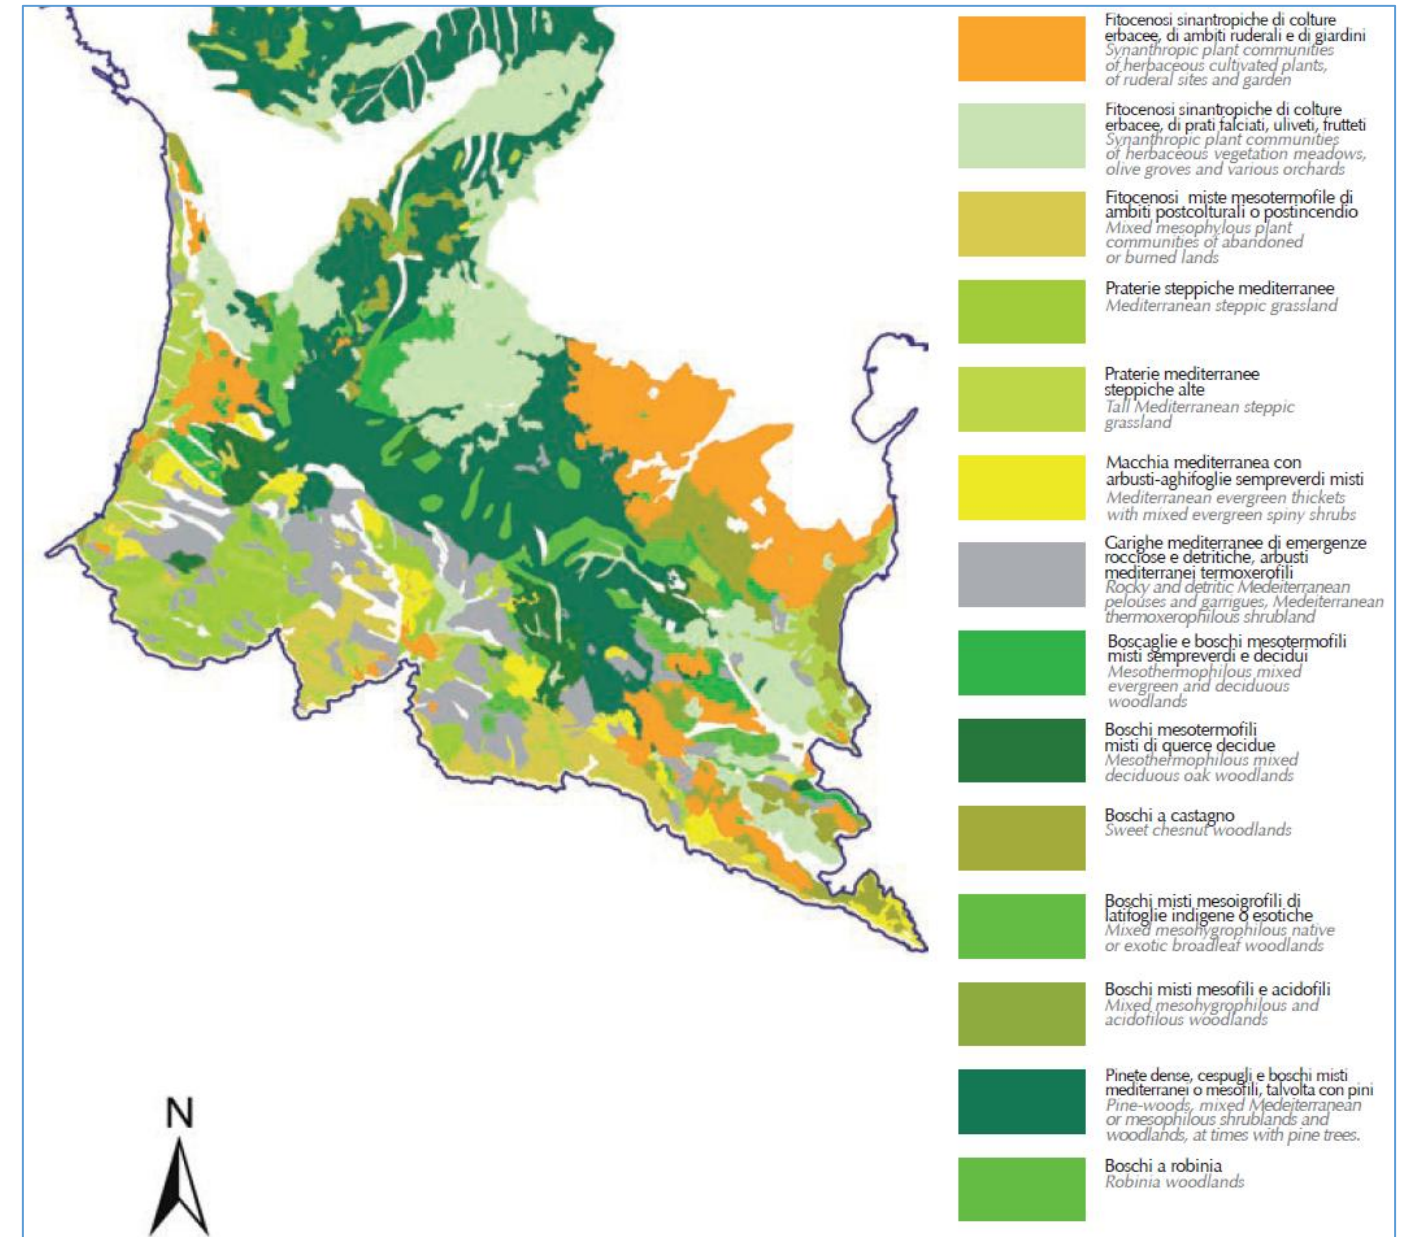 Fitocenosi sinantropiche di colture
erbacee, di ambiti ruderali e di giardini
Synanthropic plant communities
of herbaceous cultivated plants,
of ruderal sites and garden
Fitocenosi sinantropiche di colture
erbacee, di prati falciati, uliveti, frutteti
Synanthropic plant communities
of herbaceous vegetation meadows,
olive groves and various orchards
Fitocenosi miste mesotermofile di
ambiti postcolturali o postincendio
Mixed mesophylous plant
communities of abandoned
or burned lands
Praterie steppiche mediterranee
Mediterranean steppic grassland
Praterie mediterranee
steppiche alte
Tall Mediterranean steppic
grassland
Macchia mediterranea con
arbusti-aghifoglie sempreverdi misti
Mediterranean evergreen thickets
with mixed evergreen spiny shrubs
Garighe mediterranee di emergenze
rocciose e detritiche, arbusti
mediterranei termoxerofili
Rocky and detritic Medeiterranean
pelouses and garrigues, Medeiterranean
thermoxerophilous shrubland
Boscaglie e boschi mesotermofili
misti sempreverdi e decidui
Mesothermophilous mixed
evergreen and deciduous
woodlands
Boschi mesotermofili
misti di querce decidue
Mesothermophilous mixed
deciduous oak woodlands
Boschi a castagno
Sweet chesnut woodlands
Boschi misti mesoigrofili di
latifoglie indigene o esotiche
Mixed mesohygrophilous native
or exotic broadleaf woodlands
Boschi misti mesofili e acidofili
Mixed mesohygrophilous and
acidofilous woodlands
Pinete dense, cespugli e boschi misti
mediterranei o mesofili, talvolta con pini
Pine-woods, mixed Medeiterranean
or mesophilous shrublands and
woodlands, at times with pine trees.
Boschi a robinia
Robinia woodlands
N